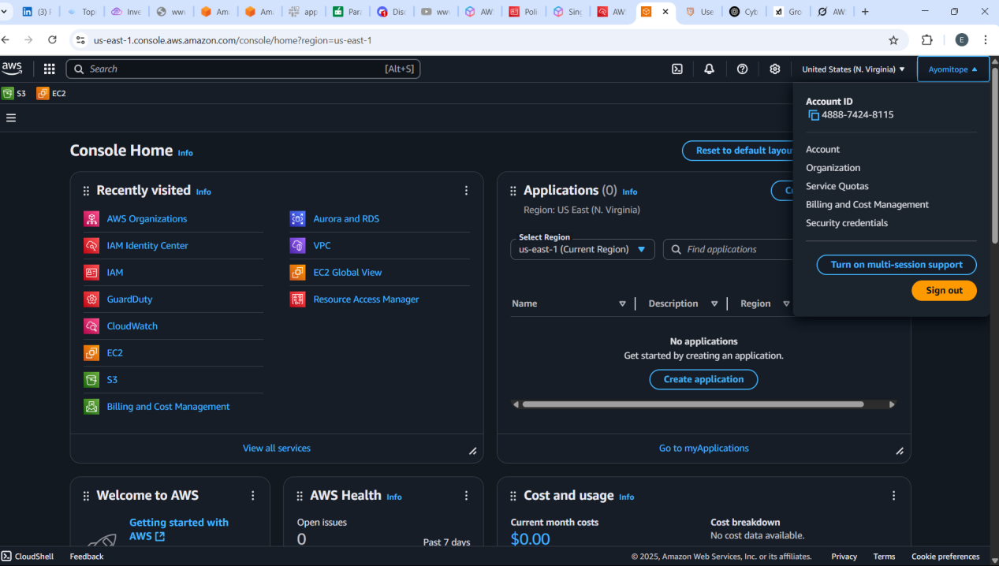 (3) F
Top
Inve
ww
Am
Am
app
Par
Disc
ww
AW
Poli
Sing
AW
Use
Cyb
Gro
AW
us-east-1.console.aws.amazon.com/console/home?region=us-east-1
E
aws
Search
[Alt+S]
United States (N. Virginia)
Ayomitope
S3
EC2
Account ID
4888-7424-8115
Account
Organization
Service Quotas
Billing and Cost Management
Security credentials
Turn on multi-session support
Sign out
Console Home Info
Reset to default layou
Recently visited Info
AWS Organizations
IAM Identity Center
IAM
GuardDuty
CloudWatch
EC2
S3
Billing and Cost Management
Aurora and RDS
VPC
EC2 Global View
Resource Access Manager
View all services
Applications (0) Info
Region: US East (N. Virginia)
Select Region
us-east-1 (Current Region)
Find applications
Name
Description
Region
No applications
Get started by creating an application.
Create application
Go to myApplications
Welcome to AWS
Getting started with
AWS
AWS Health Info
Open issues
0
Past 7 days
Cost and usage Info
Current month costs
$0.00
Cost breakdown
No cost data available.
CloudShell
Feedback
© 2025, Amazon Web Services, Inc. or its affiliates.
Privacy
Terms
Cookie preferences